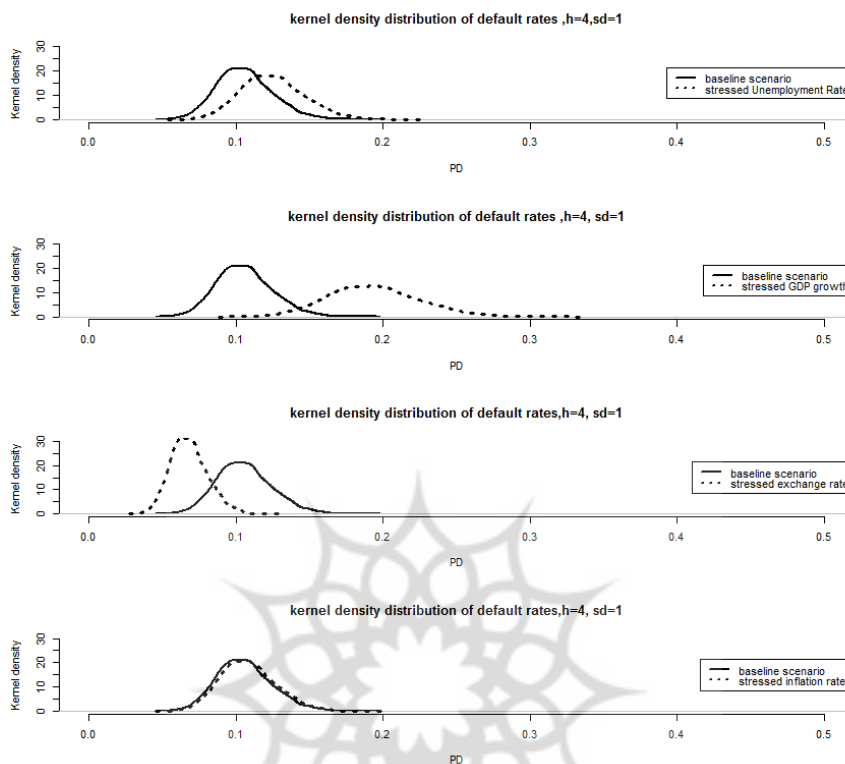 kernel density distribution of default rates ,h=4,sd=1
Kernel density
30
20
10
0
baseline scenario
stressed Unemployment Rate
0.0 0.1 0.2 0.3 0.4 0.5
PD
kernel density distribution of default rates ,h=4, sd=1
Kernel density
30
20
10
0
baseline scenario
stressed GDP growth
0.0 0.1 0.2 0.3 0.4 0.5
PD
kernel density distribution of default rates,h=4, sd=1
Kernel density
30
20
10
0
baseline scenario
stressed exchange rate
0.0 0.1 0.2 0.3 0.4 0.5
PD
kernel density distribution of default rates,h=4, sd=1
Kernel density
30
20
10
0
baseline scenario
stressed inflation rate
0.0 0.1 0.2 0.3 0.4 0.5
PD